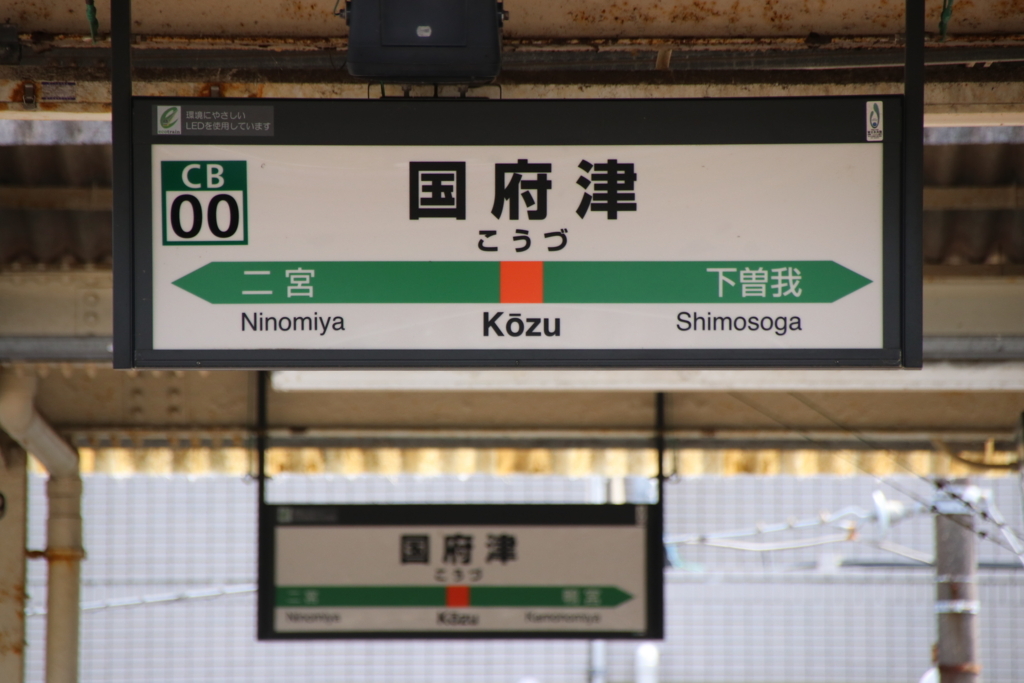 環境にやさしい
LEDを使用しています
CB
00
国府津
こうづ
二宮 下曽我
Ninomiya Kōzu Shimosoga
国府津
こうづ
二宮 鴨宮
Ninomiya Kōzu Kamonomiya